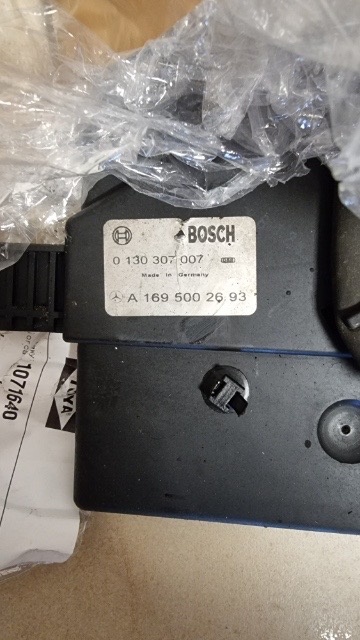 BOSCH
0 130 307 007
Made in Germany
A 169 500 26 93
1071640